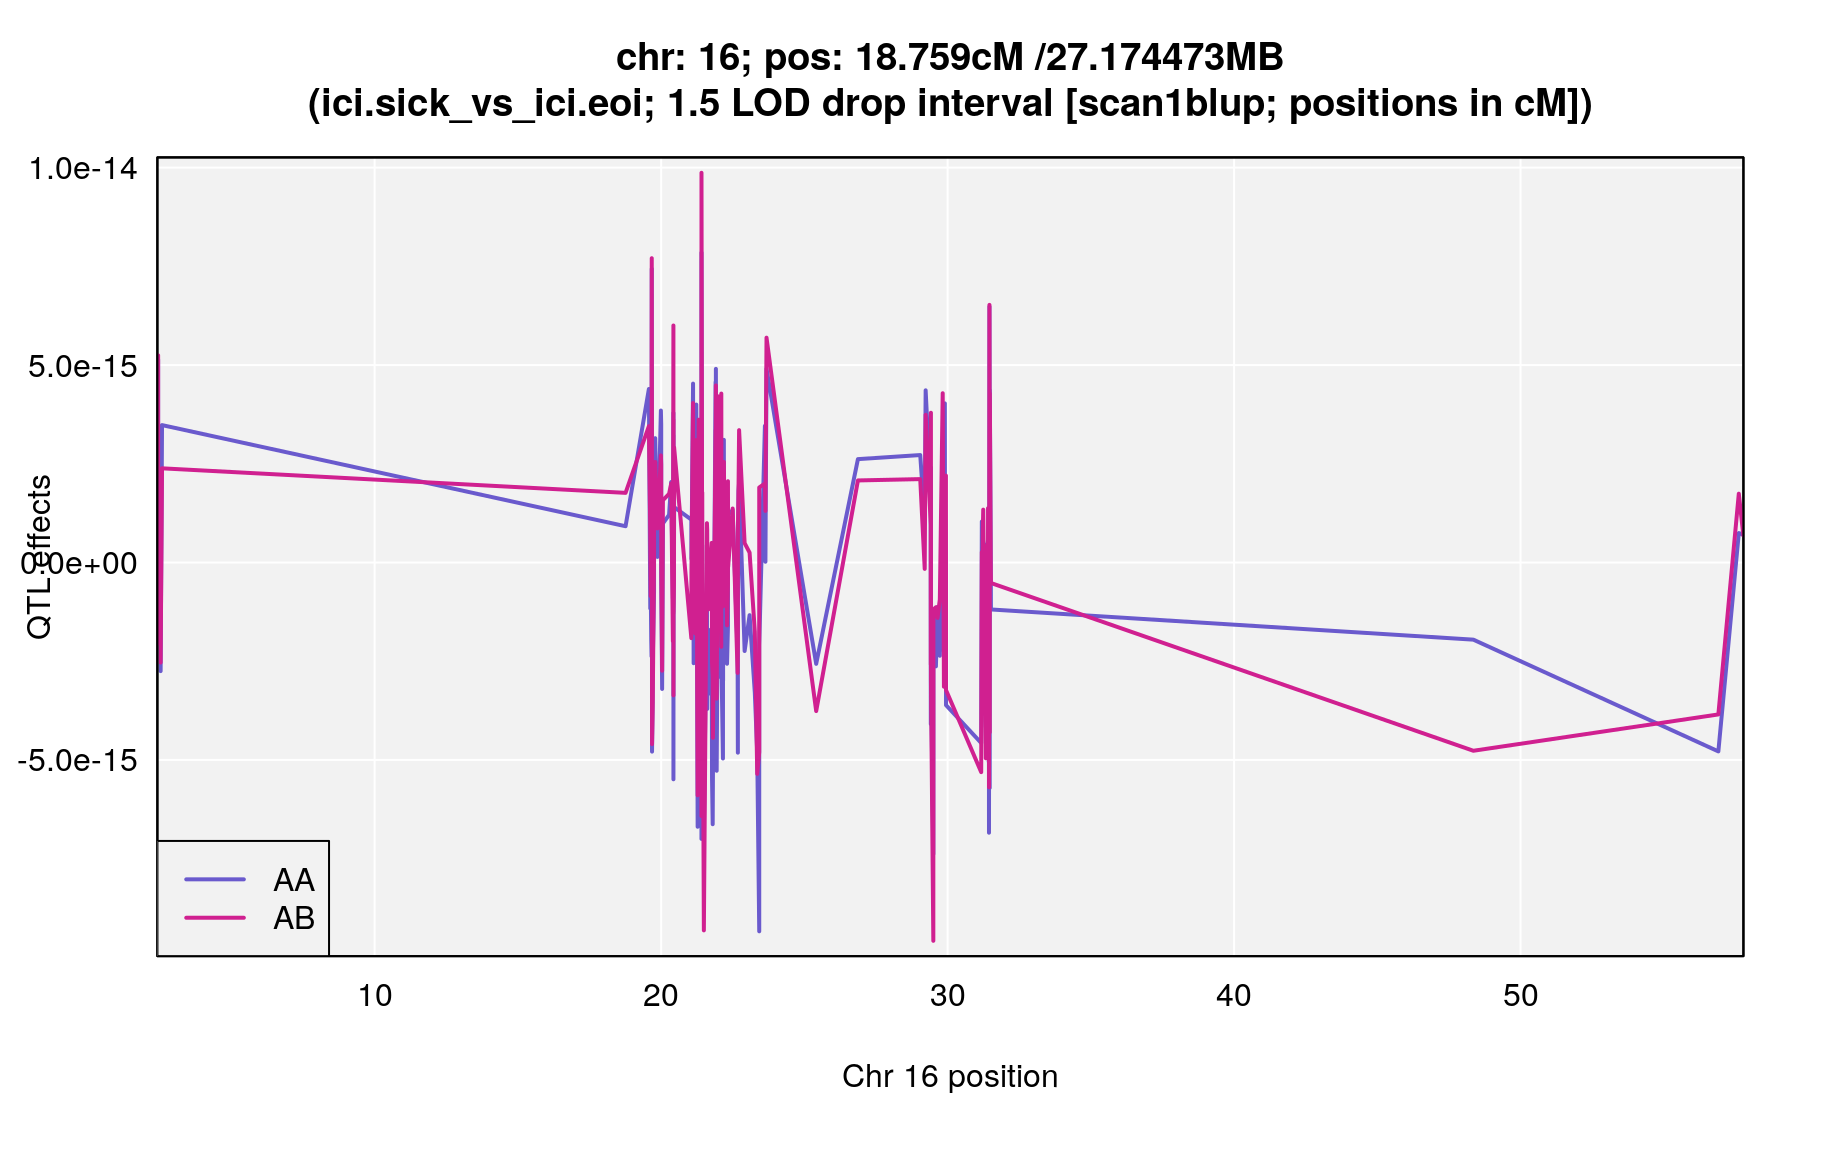 chr: 16; pos: 18.759cM /27.174473MB
(ici.sick_vs_ici.eoi; 1.5 LOD drop interval [scan1blup; positions in cM])
QTL effects
1.0e-14
5.0e-15
0.0e+00
-5.0e-15
AA
AB
10 20 30 40 50
Chr 16 position